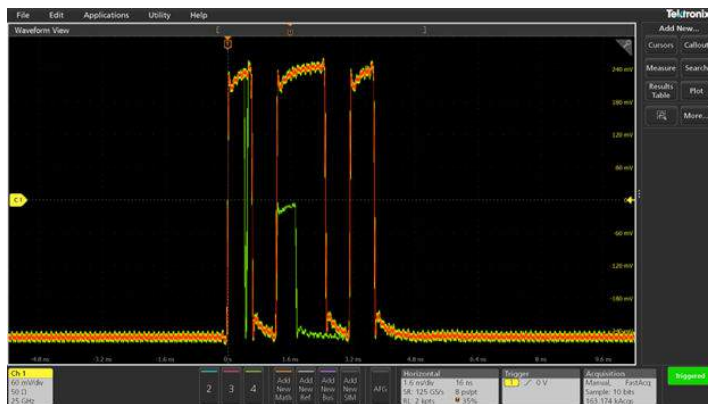 File Edit Applications Utility Help
Tektronix
Waveform View
Add New...
Cursors Callout
Measure Search
Results Table Plot
More...
240 mV
180 mV
120 mV
60 mV
C1
-60 mV
-120 mV
-180 mV
-4.8 ns -3.2 ns -1.6 ns 0 s 1.6 ns 3.2 ns 4.8 ns 6.4 ns 8 ns 9.6 ns
Ch 1
60 mV/div
50 Ω
25 GHz
2 3 4
Add New Math
Add New Ref
Add New Bus
Add New SIM
AFG
Horizontal
1.6 ns/div 16 ns
SR: 125 GS/s 8 ps/pt
RL: 2 kpts 35%
Trigger
1 0 V
Acquisition
Manual, FastAcq
Sample: 10 bits
163.174 kAcqs
Triggered